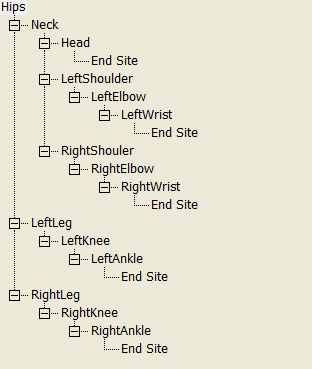 Hips
Neck
Head
End Site
LeftShoulder
LeftElbow
LeftWrist
End Site
RightShouler
RightElbow
RightWrist
End Site
LeftLeg
LeftKnee
LeftAnkle
End Site
RightLeg
RightKnee
RightAnkle
End Site